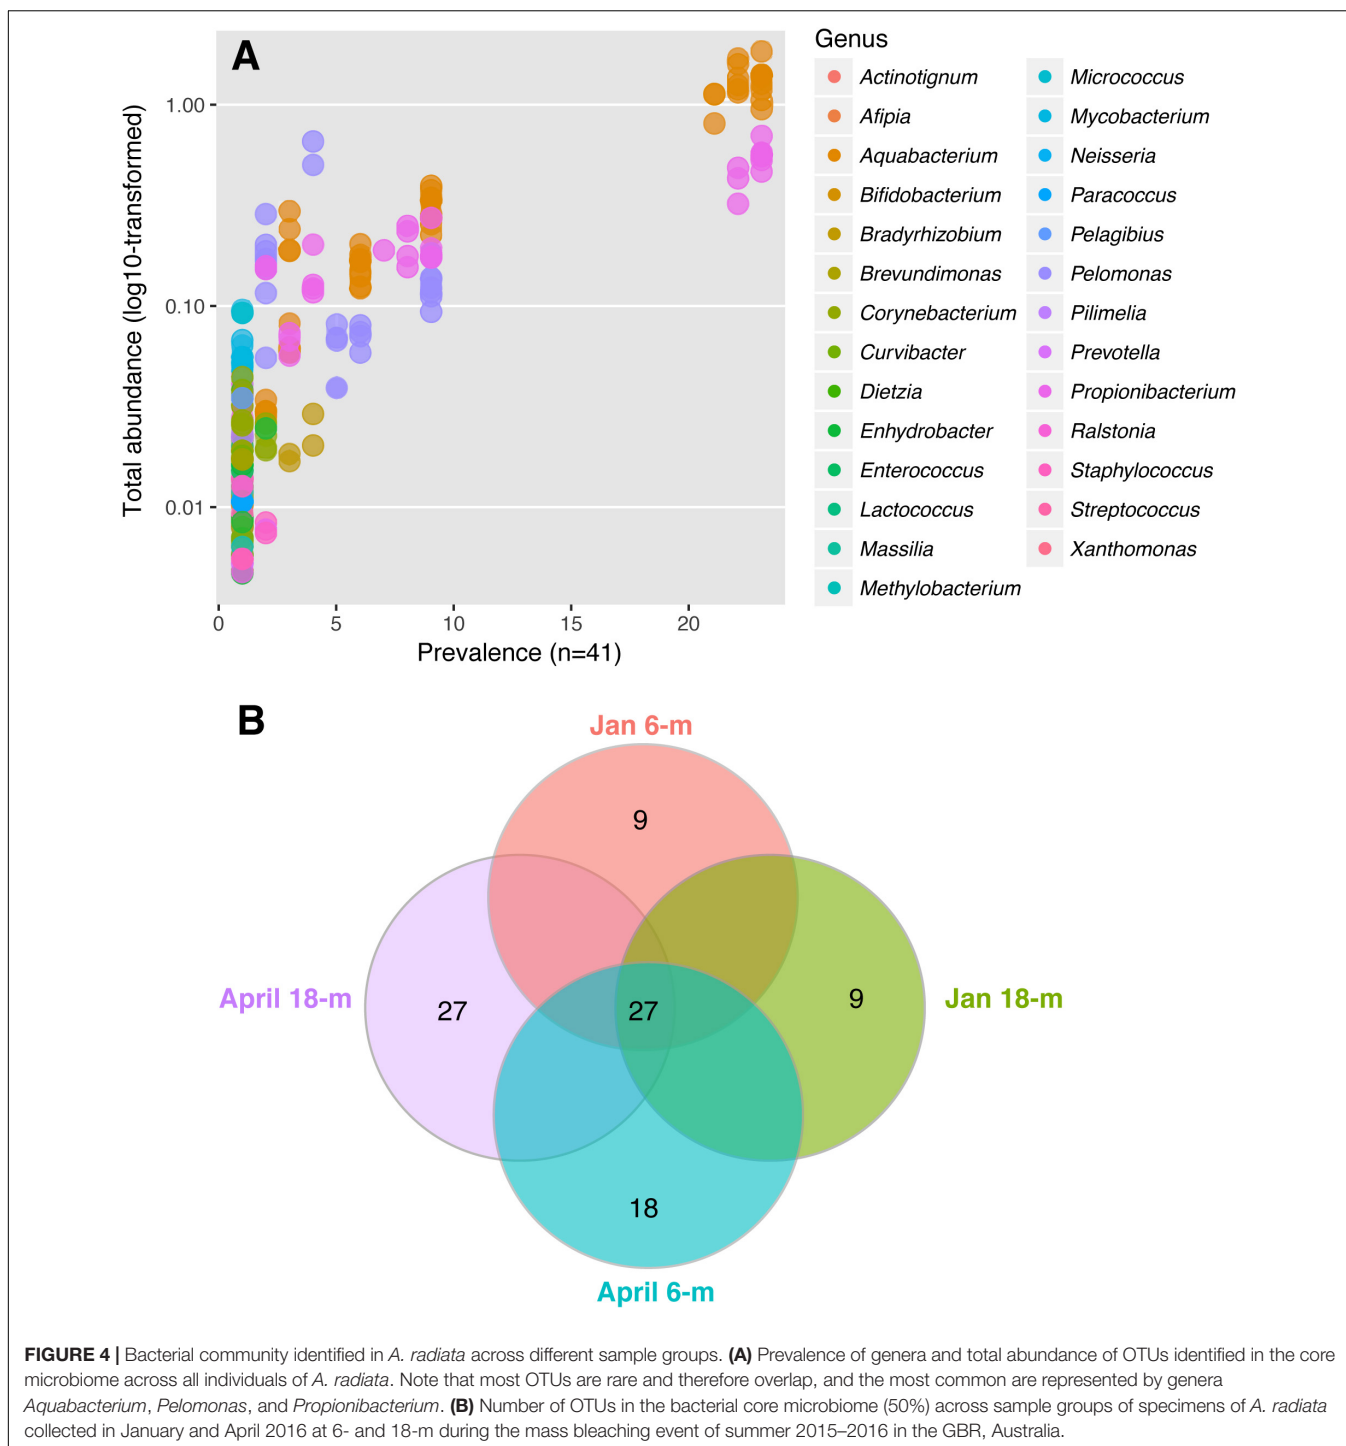 A
1.00
0.10
0.01
Total abundance (log10-transformed)
0
5
10
15
20
Prevalence (n=41)
Genus
Actinotignum
Afipia
Aquabacterium
Bifidobacterium
Bradyrhizobium
Brevundimonas
Corynebacterium
Curvibacter
Dietzia
Enhydrobacter
Enterococcus
Lactococcus
Massilia
Methylobacterium
Micrococcus
Mycobacterium
Neisseria
Paracoccus
Pelagibius
Pelomonas
Pilimelia
Prevotella
Propionibacterium
Ralstonia
Staphylococcus
Streptococcus
Xanthomonas
B
Jan 6-m
9
April 18-m
27
27
9
Jan 18-m
18
April 6-m
FIGURE 4 | Bacterial community identified in A. radiata across different sample groups. (A) Prevalence of genera and total abundance of OTUs identified in the core
microbiome across all individuals of A. radiata. Note that most OTUs are rare and therefore overlap, and the most common are represented by genera
Aquabacterium, Pelomonas, and Propionibacterium. (B) Number of OTUs in the bacterial core microbiome (50%) across sample groups of specimens of A. radiata
collected in January and April 2016 at 6- and 18-m during the mass bleaching event of summer 2015–2016 in the GBR, Australia.